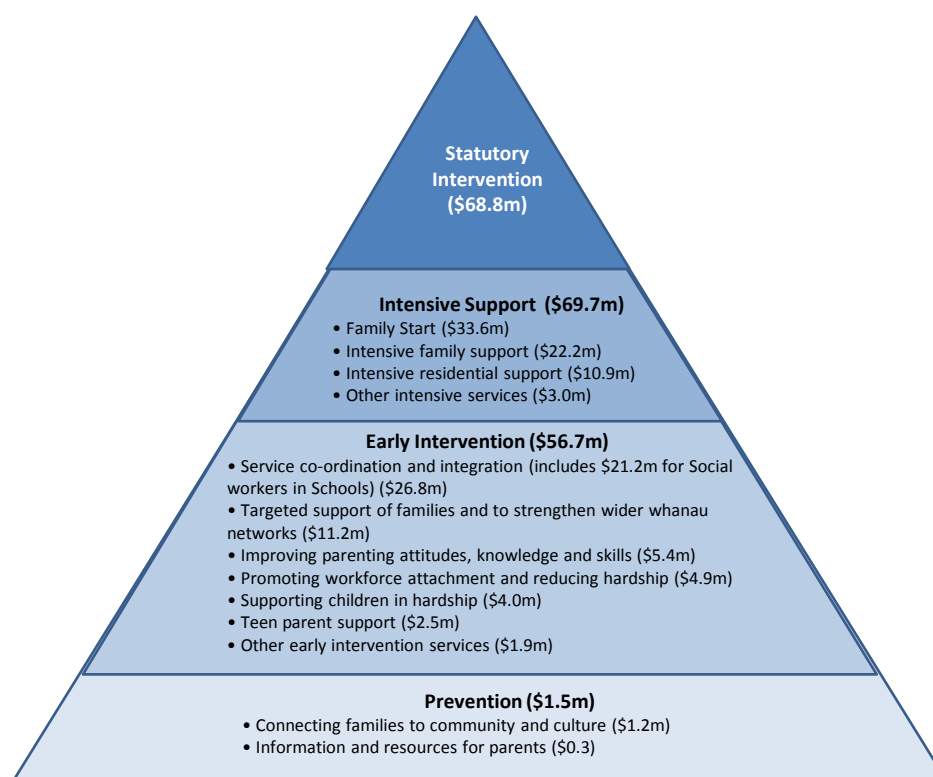 Statutory
Intervention
($68.8m)
Intensive Support ($69.7m)
• Family Start ($33.6m)
• Intensive family support ($22.2m)
• Intensive residential support ($10.9m)
• Other intensive services ($3.0m)
Early Intervention ($56.7m)
• Service co-ordination and integration (includes $21.2m for Social
workers in Schools) ($26.8m)
• Targeted support of families and to strengthen wider whanau
networks ($11.2m)
• Improving parenting attitudes, knowledge and skills ($5.4m)
• Promoting workforce attachment and reducing hardship ($4.9m)
• Supporting children in hardship ($4.0m)
• Teen parent support ($2.5m)
• Other early intervention services ($1.9m)
Prevention ($1.5m)
• Connecting families to community and culture ($1.2m)
• Information and resources for parents ($0.3)